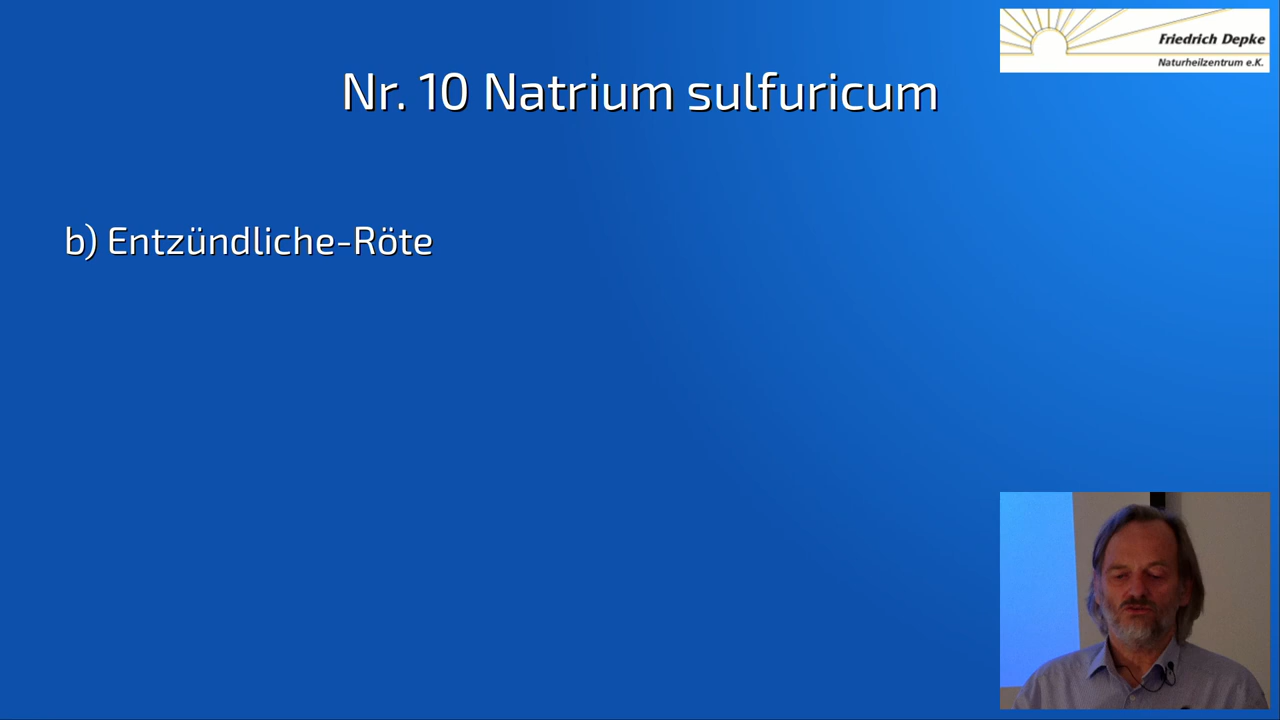 Friedrich Depke
Naturheilzentrum e.K.
Nr. 10 Natrium sulfuricum
b) Entzündliche-Röte